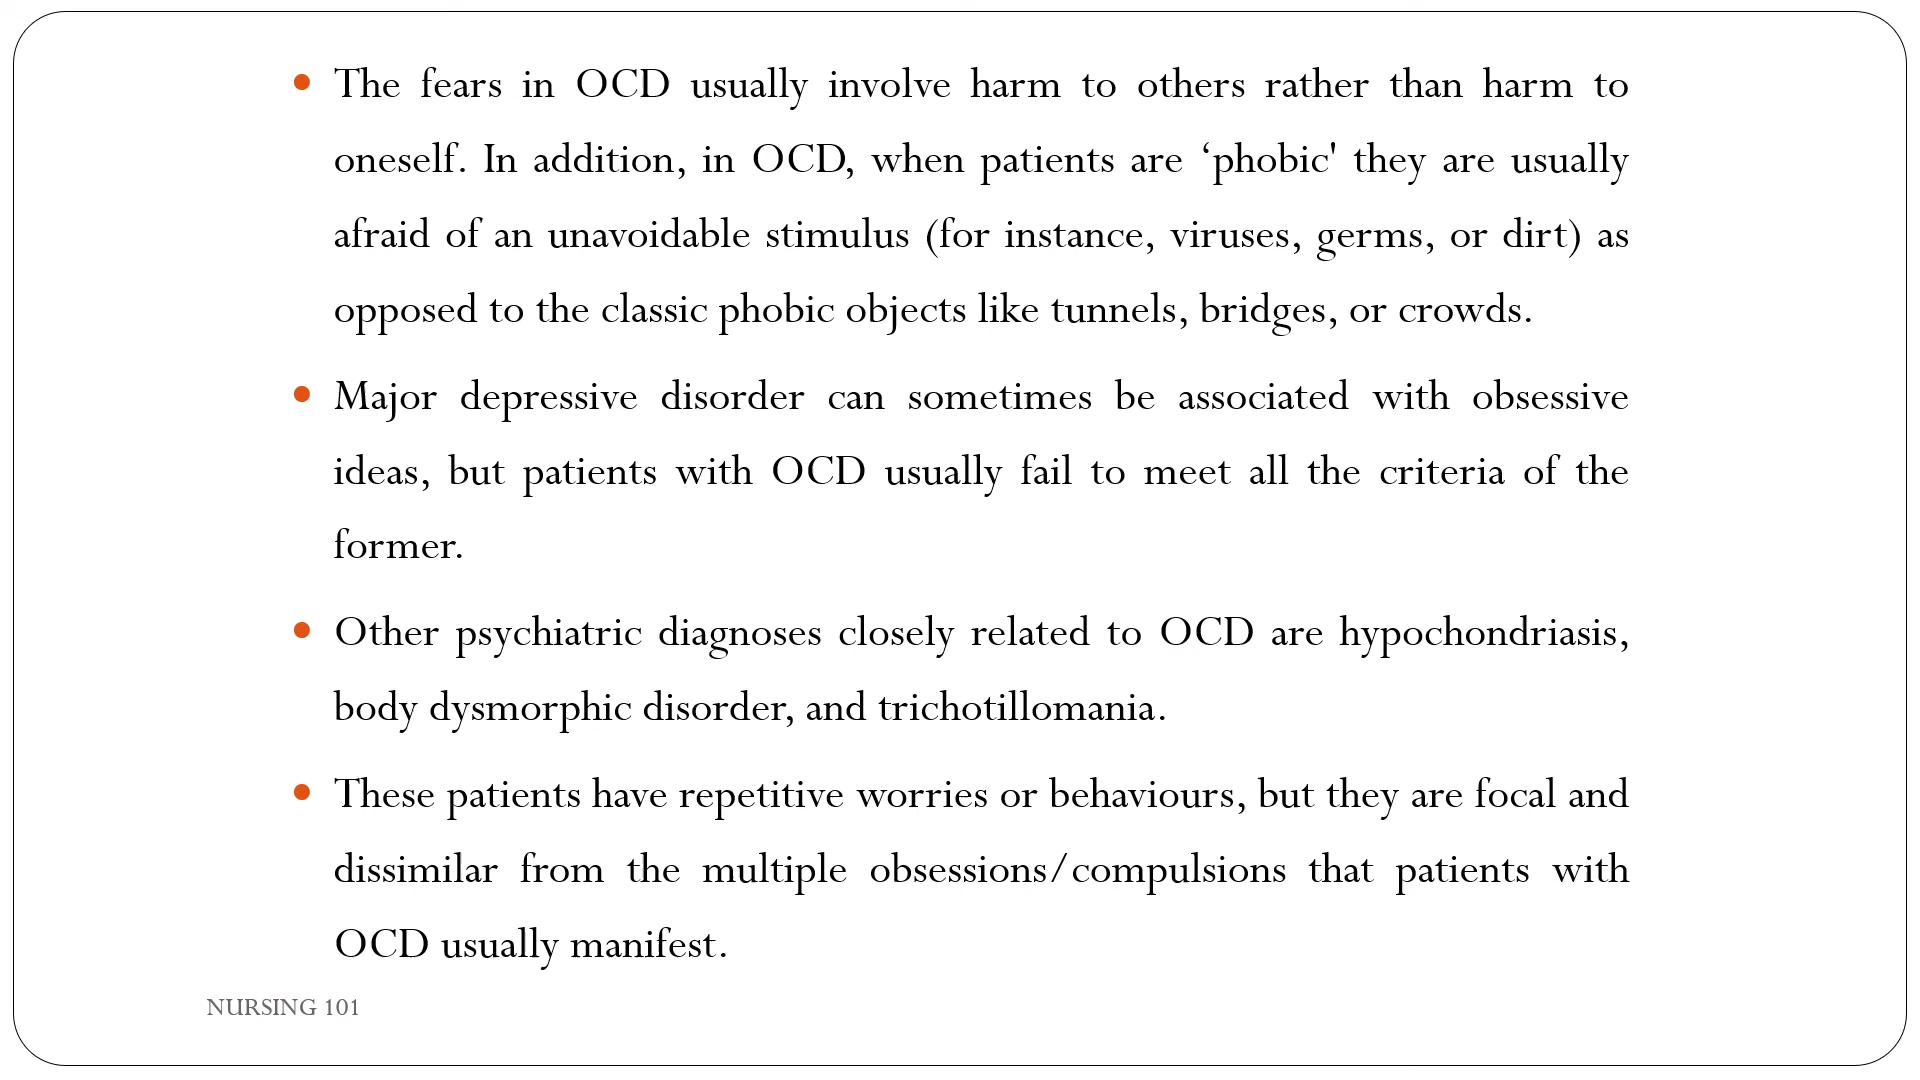 The fears in OCD usually involve harm to others rather than harm to
oneself. In addition, in OCD, when patients are ‘phobic' they are usually
afraid of an unavoidable stimulus (for instance, viruses, germs, or dirt) as
opposed to the classic phobic objects like tunnels, bridges, or crowds.
Major depressive disorder can sometimes be associated with obsessive
ideas, but patients with OCD usually fail to meet all the criteria of the
former.
Other psychiatric diagnoses closely related to OCD are hypochondriasis,
body dysmorphic disorder, and trichotillomania.
These patients have repetitive worries or behaviours, but they are focal and
dissimilar from the multiple obsessions/compulsions that patients with
OCD usually manifest.
NURSING 101